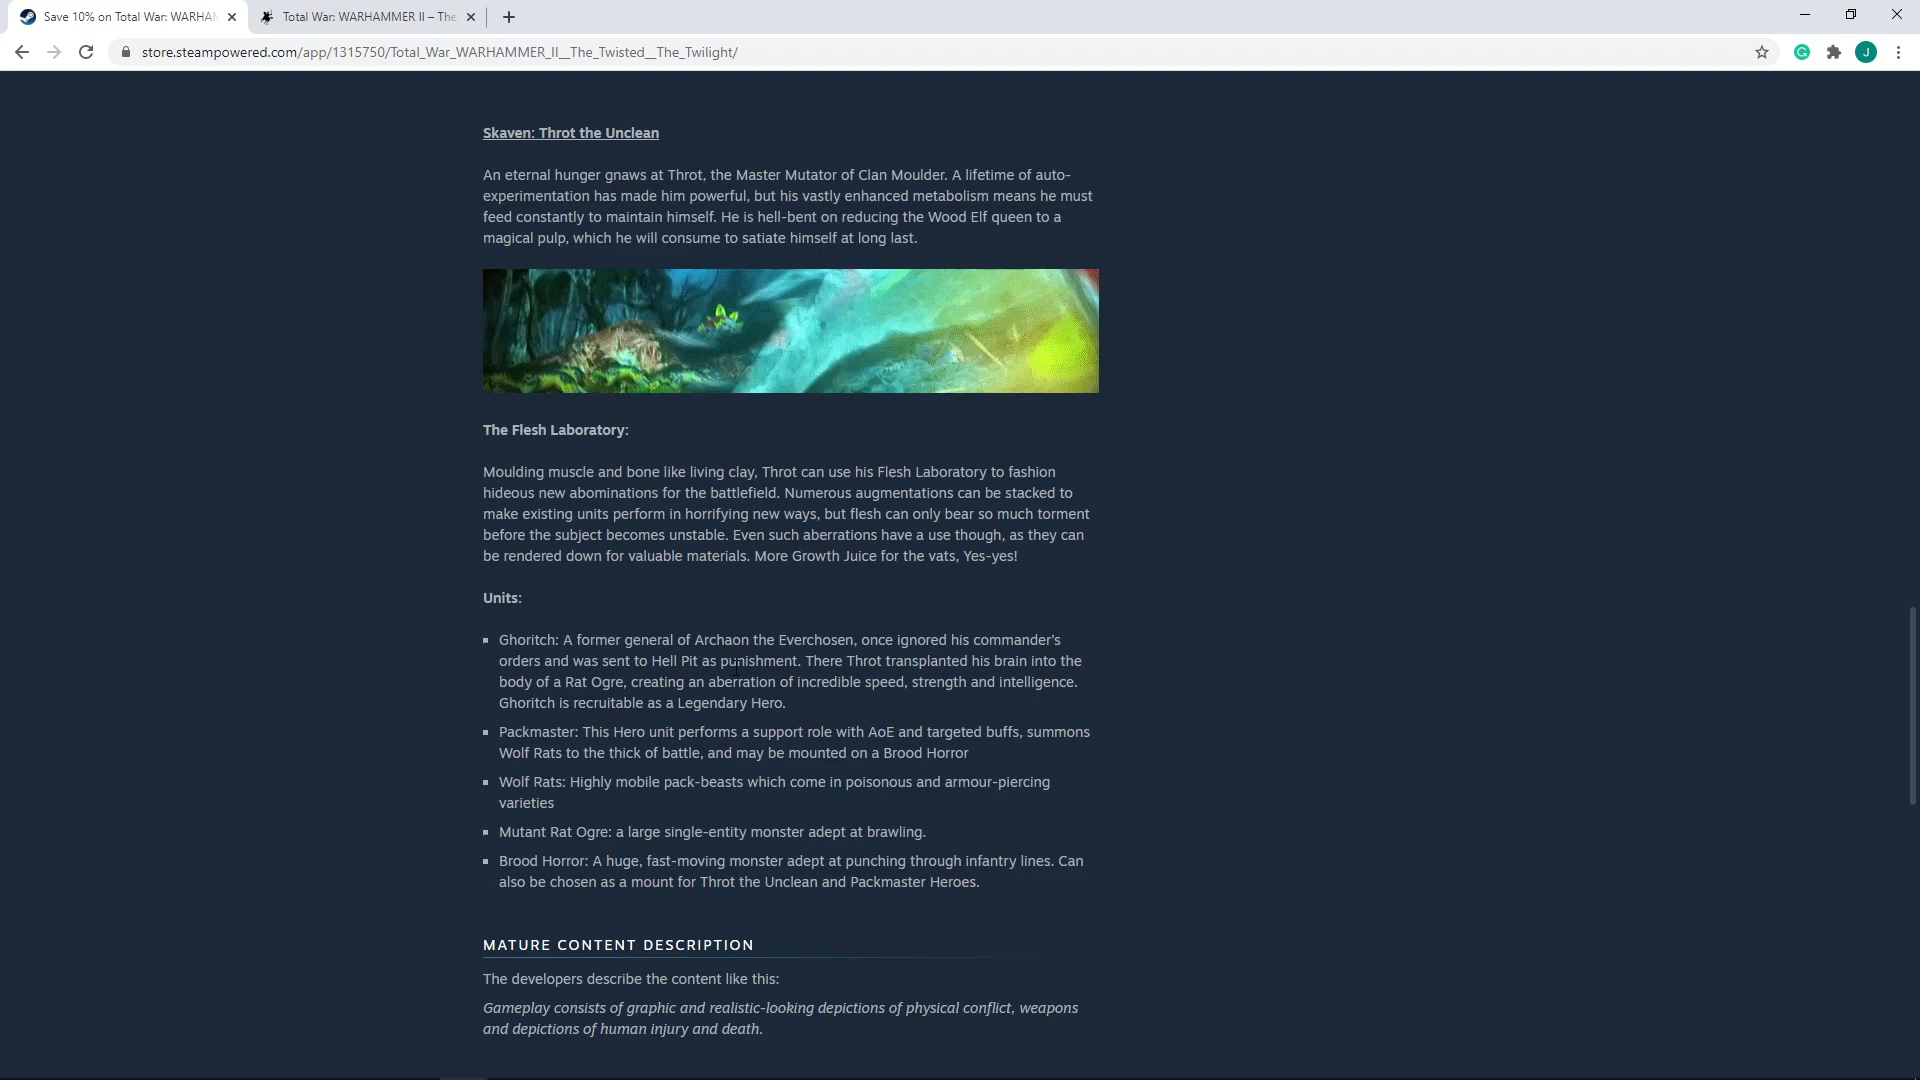 Save 10% on Total War: WARHAM
Total War: WARHAMMER II – The
store.steampowered.com/app/1315750/Total_War_WARHAMMER_II__The_Twisted__The_Twilight/
J
Skaven: Throt the Unclean
An eternal hunger gnaws at Throt, the Master Mutator of Clan Moulder. A lifetime of auto-
experimentation has made him powerful, but his vastly enhanced metabolism means he must
feed constantly to maintain himself. He is hell-bent on reducing the Wood Elf queen to a
magical pulp, which he will consume to satiate himself at long last.
The Flesh Laboratory:
Moulding muscle and bone like living clay, Throt can use his Flesh Laboratory to fashion
hideous new abominations for the battlefield. Numerous augmentations can be stacked to
make existing units perform in horrifying new ways, but flesh can only bear so much torment
before the subject becomes unstable. Even such aberrations have a use though, as they can
be rendered down for valuable materials. More Growth Juice for the vats, Yes-yes!
Units:
Ghoritch: A former general of Archaon the Everchosen, once ignored his commander's
orders and was sent to Hell Pit as punishment. There Throt transplanted his brain into the
body of a Rat Ogre, creating an aberration of incredible speed, strength and intelligence.
Ghoritch is recruitable as a Legendary Hero.
Packmaster: This Hero unit performs a support role with AoE and targeted buffs, summons
Wolf Rats to the thick of battle, and may be mounted on a Brood Horror
Wolf Rats: Highly mobile pack-beasts which come in poisonous and armour-piercing
varieties
Mutant Rat Ogre: a large single-entity monster adept at brawling.
Brood Horror: A huge, fast-moving monster adept at punching through infantry lines. Can
also be chosen as a mount for Throt the Unclean and Packmaster Heroes.
MATURE CONTENT DESCRIPTION
The developers describe the content like this:
Gameplay consists of graphic and realistic-looking depictions of physical conflict, weapons
and depictions of human injury and death.